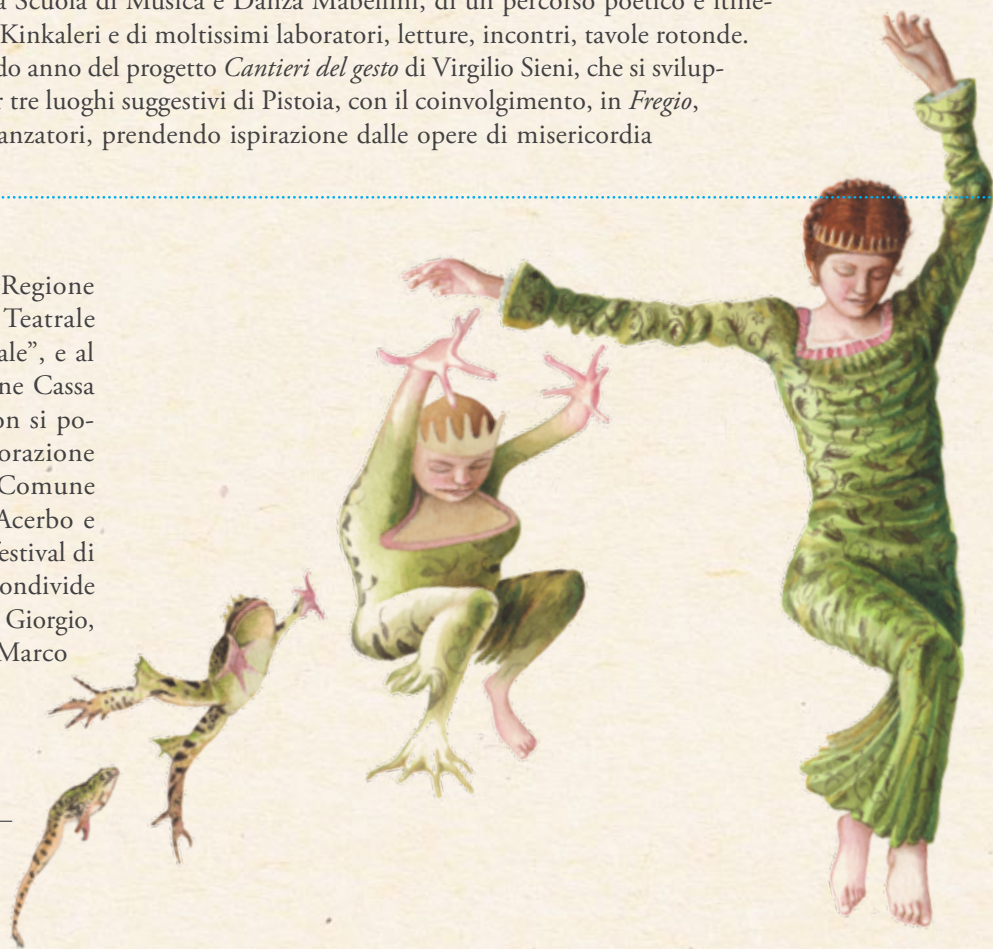 a Scuola di Musica e Danza Mabellini, di un percorso poetico e itine-
Kinkaleri e di moltissimi laboratori, letture, incontri, tavole rotonde.
do anno del progetto Cantieri del gesto di Virgilio Sieni, che si svilup-
r tre luoghi suggestivi di Pistoia, con il coinvolgimento, in Fregio,
anzatori, prendendo ispirazione dalle opere di misericordia
Regione
Teatrale
ale”, e al
ne Cassa
on si po-
orazione
Comune
Acerbo e
festival di
ondivide
Giorgio,
Marco